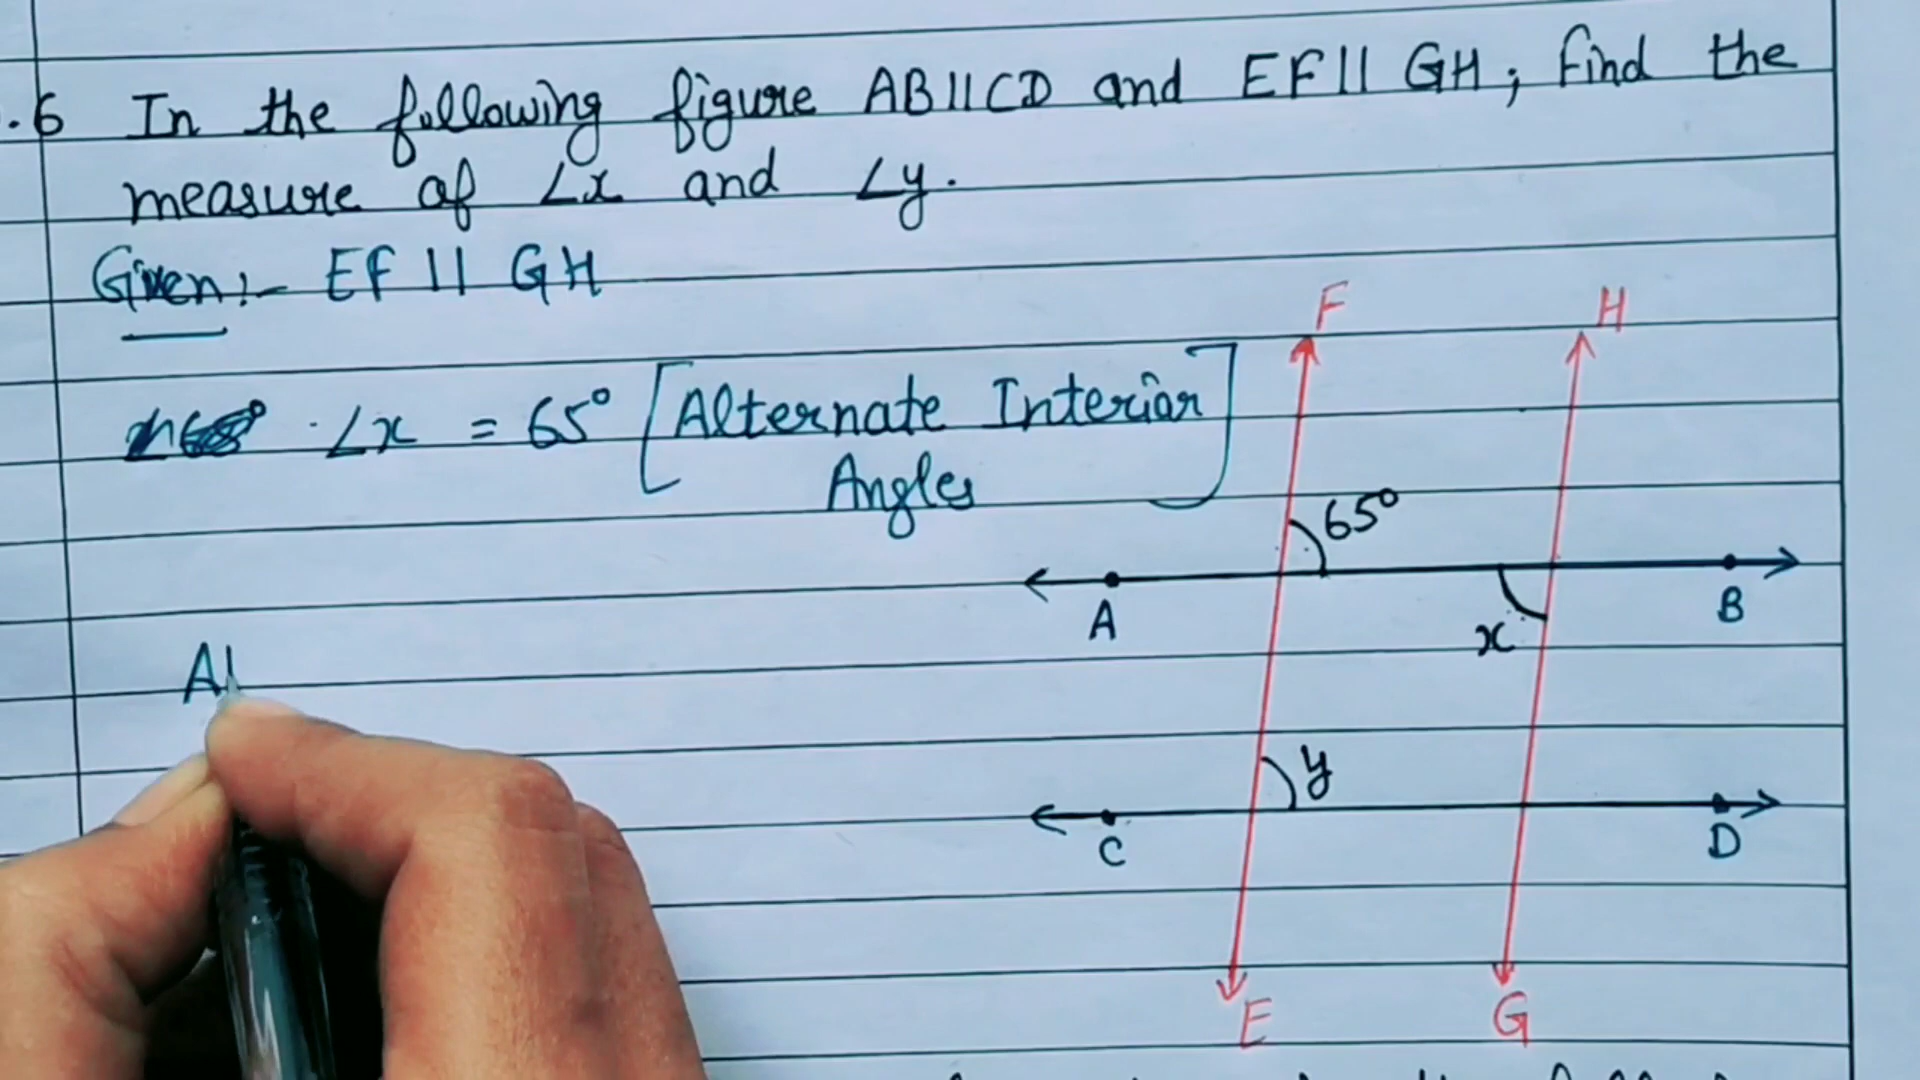 .6 In the following figure AB||CD and EF|| GH; find the
measure of ∠x and ∠y.
Given:- EF || GH
∠x = 65° [Alternate Interior
Angles]
F
H
65°
A
B
x
A
y
C
D
E
G